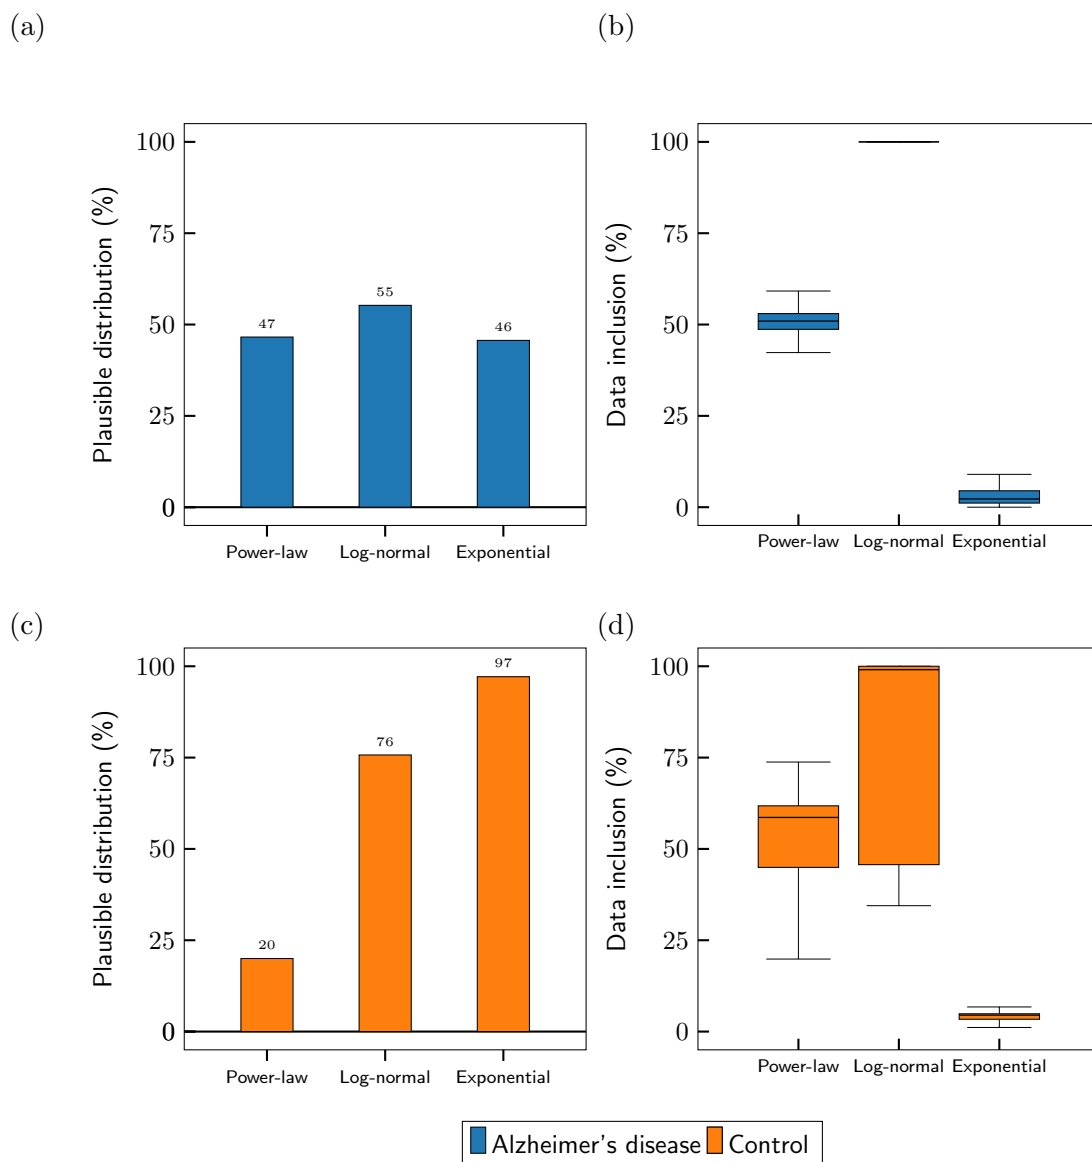 (a)
Plausible distribution (%)
100
75
50
25
0
47
55
46
Power-law Log-normal Exponential
(b)
Data inclusion (%)
100
75
50
25
0
Power-law Log-normal Exponential
(c)
Plausible distribution (%)
100
75
50
25
0
20
76
97
Power-law Log-normal Exponential
(d)
Data inclusion (%)
100
75
50
25
0
Power-law Log-normal Exponential
Alzheimer's disease Control